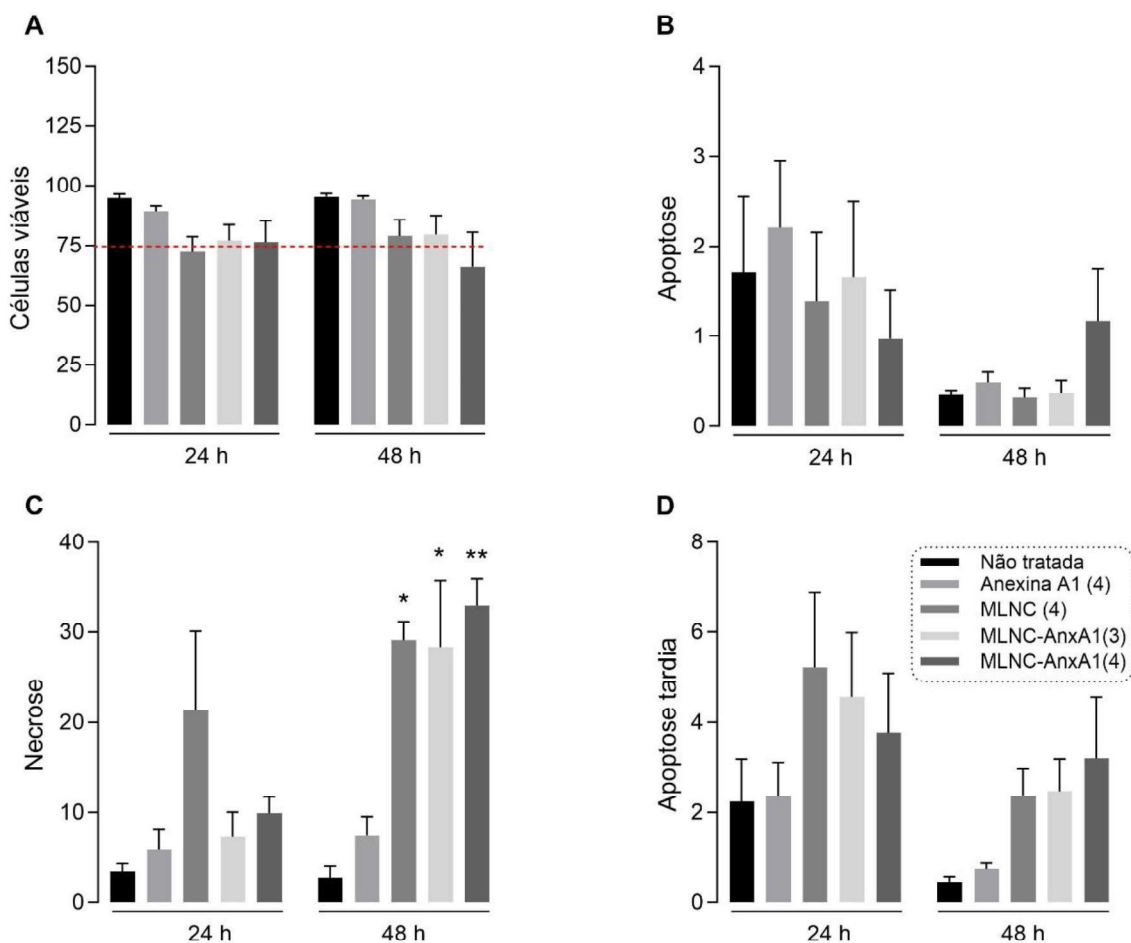 A
Células viáveis
150
125
100
75
50
25
0
24 h
48 h
B
Apoptose
4
3
2
1
0
24 h
48 h
C
Necrose
40
30
20
10
0
*
*
**
24 h
48 h
D
Apoptose tardia
8
6
4
2
0
Não tratada
Anexina A1 (4)
MLNC (4)
MLNC-AnxA1(3)
MLNC-AnxA1(4)
24 h
48 h